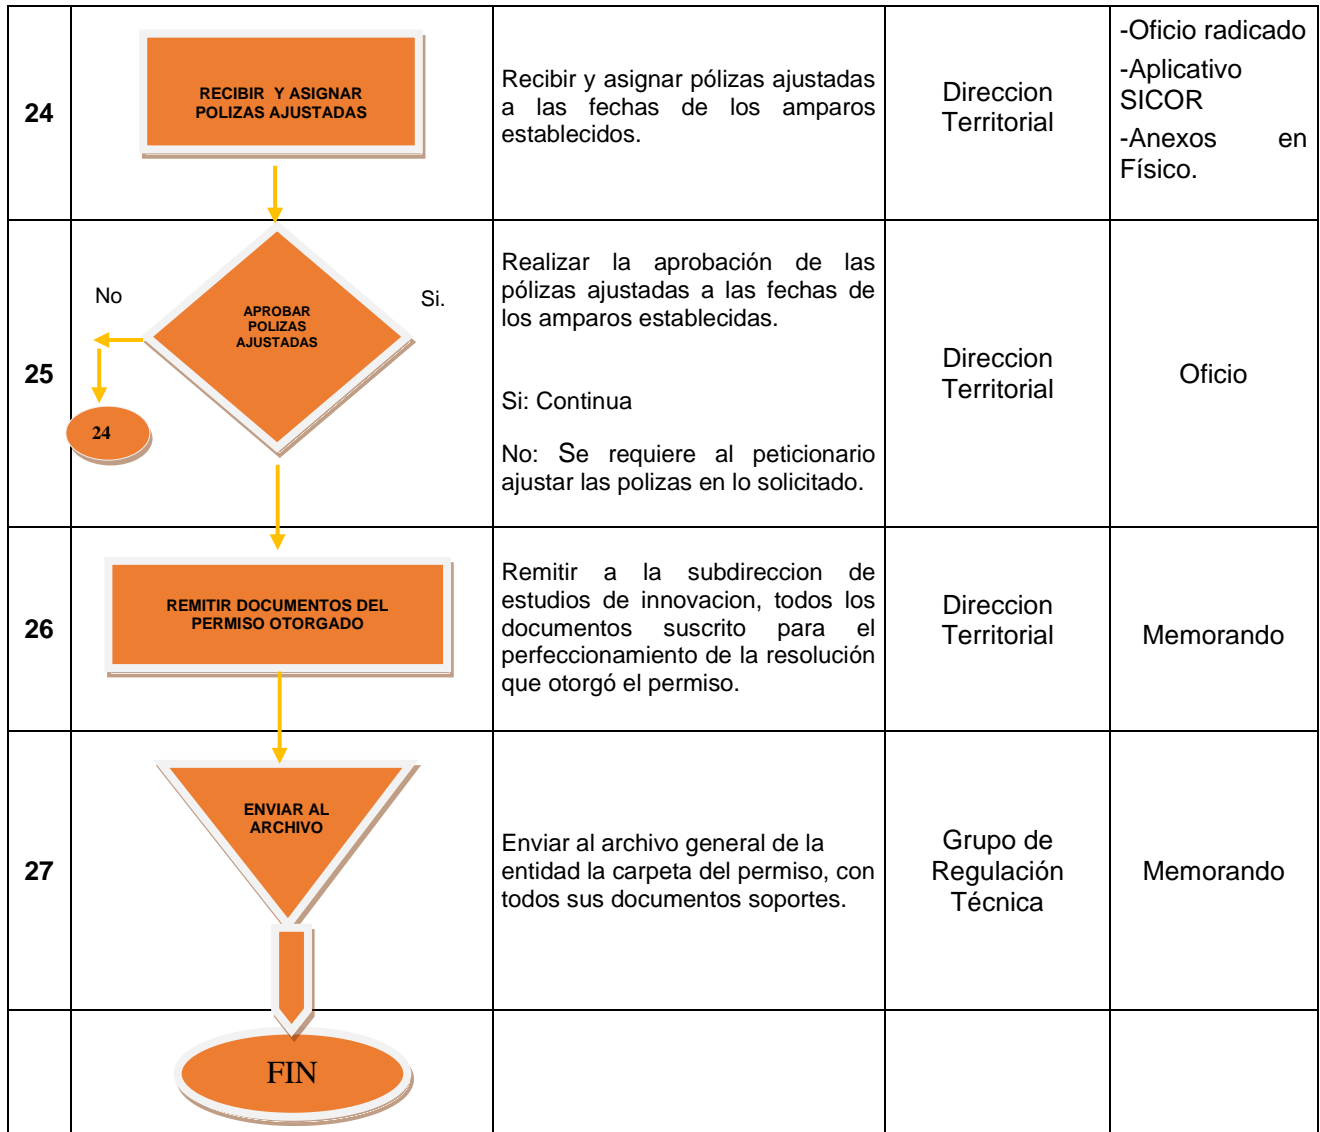 24
RECIBIR Y ASIGNAR
POLIZAS AJUSTADAS
Recibir y asignar pólizas ajustadas
a las fechas de los amparos
establecidos.
Direccion
Territorial
-Oficio radicado
-Aplicativo
SICOR
-Anexos en
Físico.
25
No
Si.
APROBAR
POLIZAS
AJUSTADAS
24
Realizar la aprobación de las
pólizas ajustadas a las fechas de
los amparos establecidas.
Si: Continua
No: Se requiere al peticionario
ajustar las polizas en lo solicitado.
Direccion
Territorial
Oficio
26
REMITIR DOCUMENTOS DEL
PERMISO OTORGADO
Remitir a la subdireccion de
estudios de innovacion, todos los
documentos suscrito para el
perfeccionamiento de la resolución
que otorgó el permiso.
Direccion
Territorial
Memorando
27
ENVIAR AL
ARCHIVO
Enviar al archivo general de la
entidad la carpeta del permiso, con
todos sus documentos soportes.
Grupo de
Regulación
Técnica
Memorando
FIN